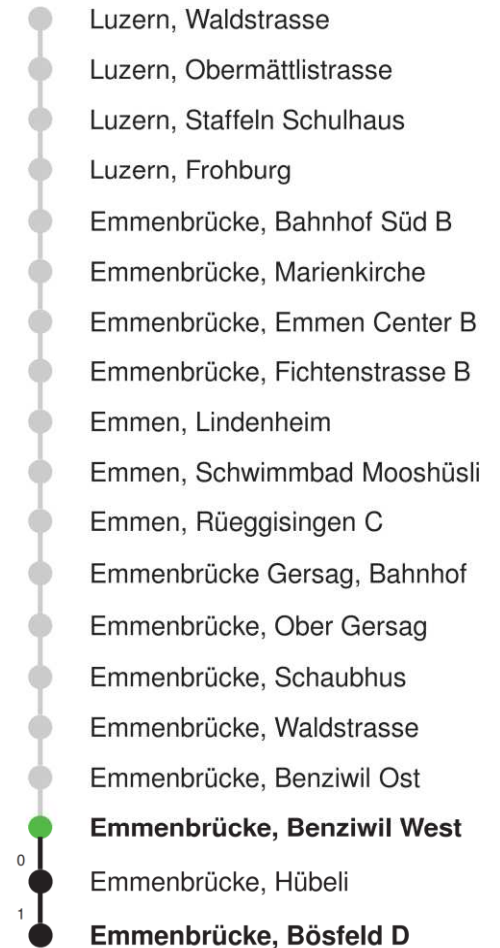 Luzern, Waldstrasse
Luzern, Obermättlistrasse
Luzern, Staffeln Schulhaus
Luzern, Frohburg
Emmenbrücke, Bahnhof Süd B
Emmenbrücke, Marienkirche
Emmenbrücke, Emmen Center B
Emmenbrücke, Fichtenstrasse B
Emmen, Lindenheim
Emmen, Schwimmbad Mooshüsli
Emmen, Rüeggisingen C
Emmenbrücke Gersag, Bahnhof
Emmenbrücke, Ober Gersag
Emmenbrücke, Schaubhus
Emmenbrücke, Waldstrasse
Emmenbrücke, Benziwil Ost
Emmenbrücke, Benziwil West
0
Emmenbrücke, Hübeli
1
Emmenbrücke, Bösfeld D